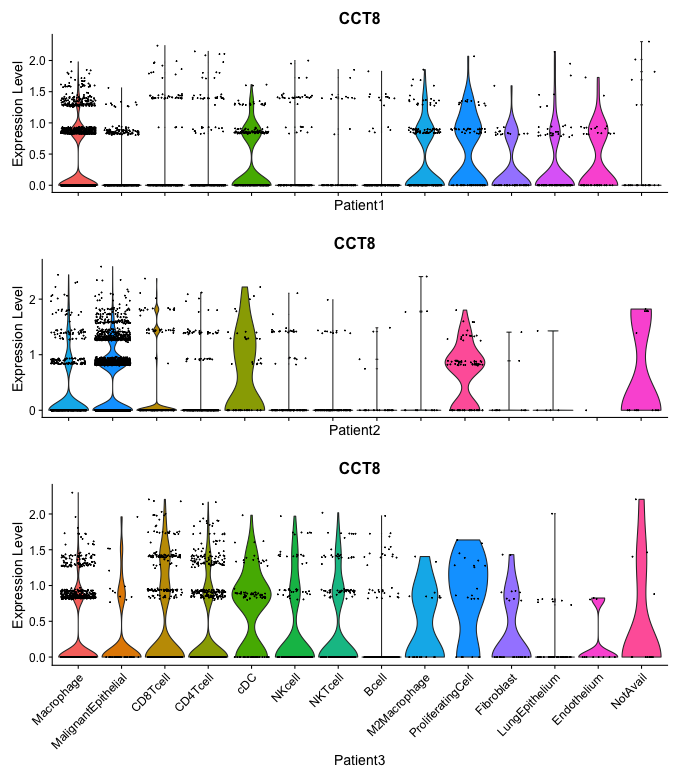 CCT8
Expression Level
2.0
1.5
1.0
0.5
0.0
Patient1
CCT8
Expression Level
2
1
0
Patient2
CCT8
Expression Level
2.0
1.5
1.0
0.5
0.0
Macrophage
MalignantEpithelial
CD8Tcell
CD4Tcell
cDC
NKcell
NKTcell
Bcell
M2Macrophage
ProliferatingCell
Fibroblast
LungEpithelium
Endothelium
NotAvail
Patient3